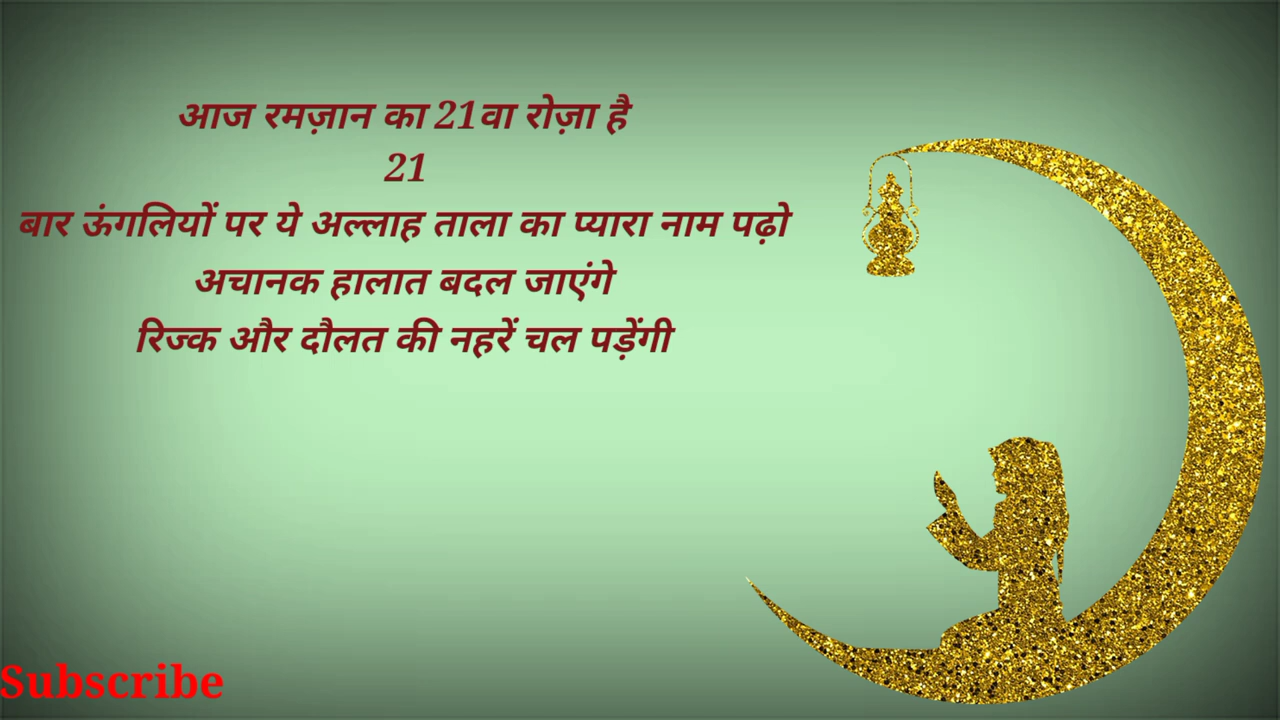 आज रमज़ान का 21वा रोज़ा है
21
बार ऊंगलियों पर ये अल्लाह ताला का प्यारा नाम पढ़ो
अचानक हालात बदल जाएंगे
रिज्क और दौलत की नहरें चल पड़ेंगी
Subscribe